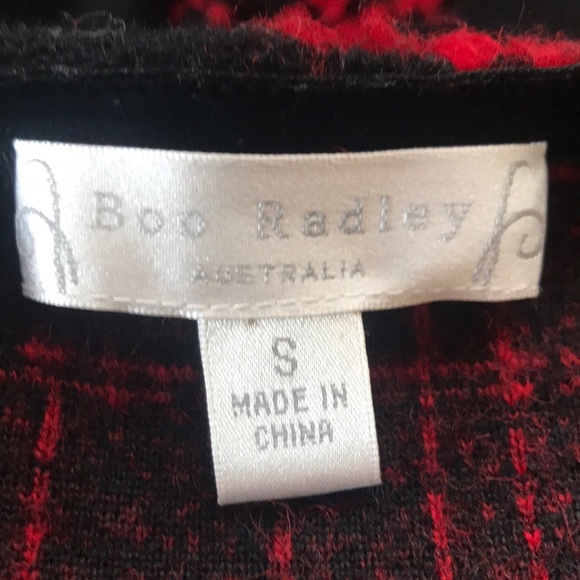 Boo Radley
AUSTRALIA
S
MADE IN
CHINA